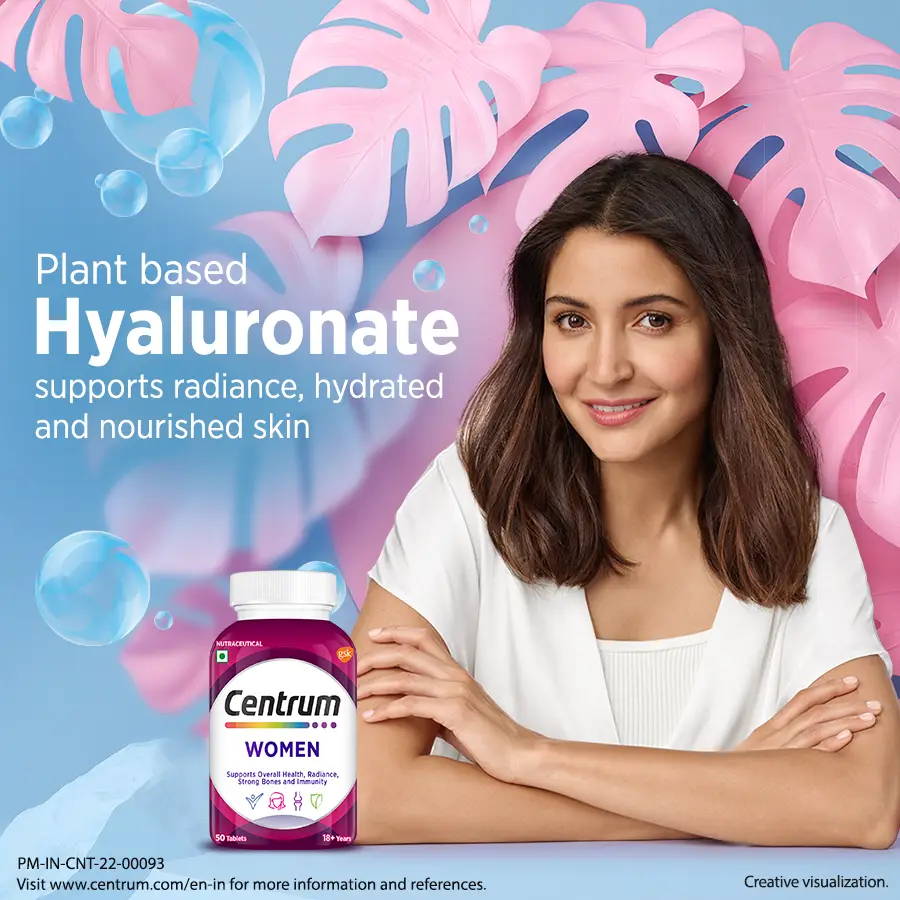 Plant based
Hyaluronate
supports radiance, hydrated
and nourished skin
NUTRACEUTICAL
gsk
Centrum
WOMEN
Supports Overall Health, Radiance,
Strong Bones and Immunity
50 Tablets 18+ Years
PM-IN-CNT-22-00093
Visit www.centrum.com/en-in for more information and references.
Creative visualization.